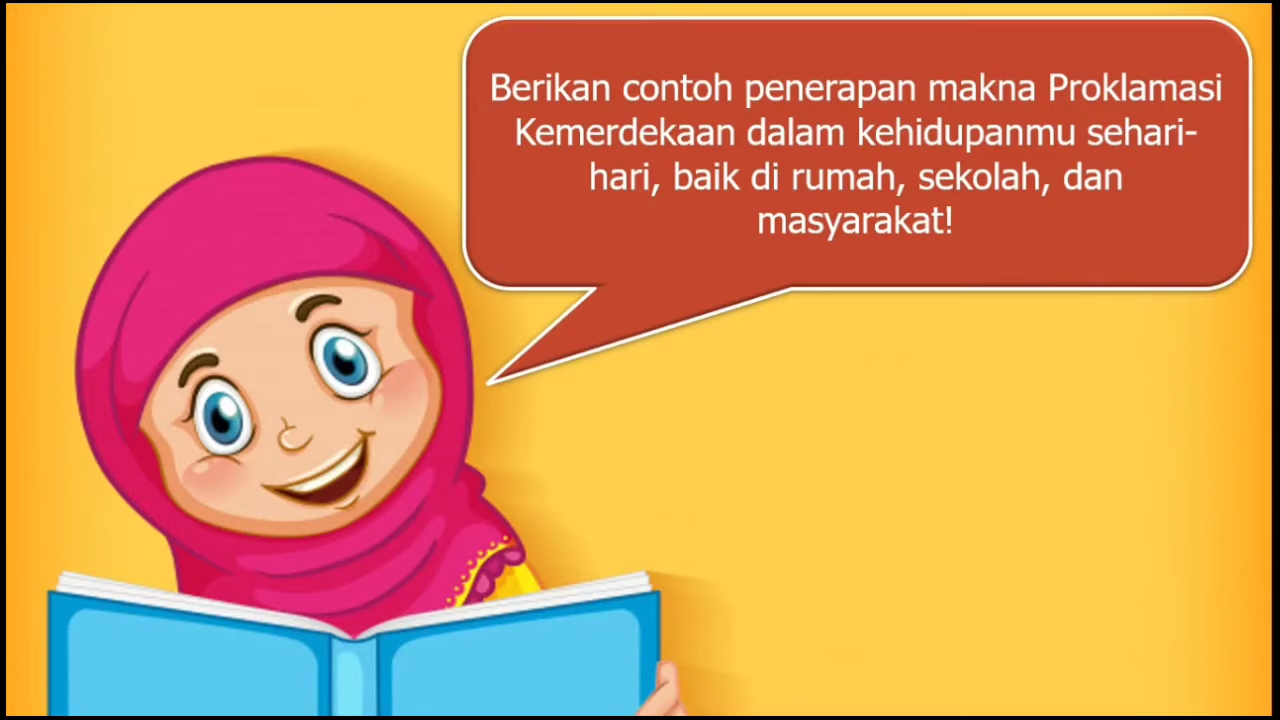 Berikan contoh penerapan makna Proklamasi
Kemerdekaan dalam kehidupanmu sehari-
hari, baik di rumah, sekolah, dan
masyarakat!